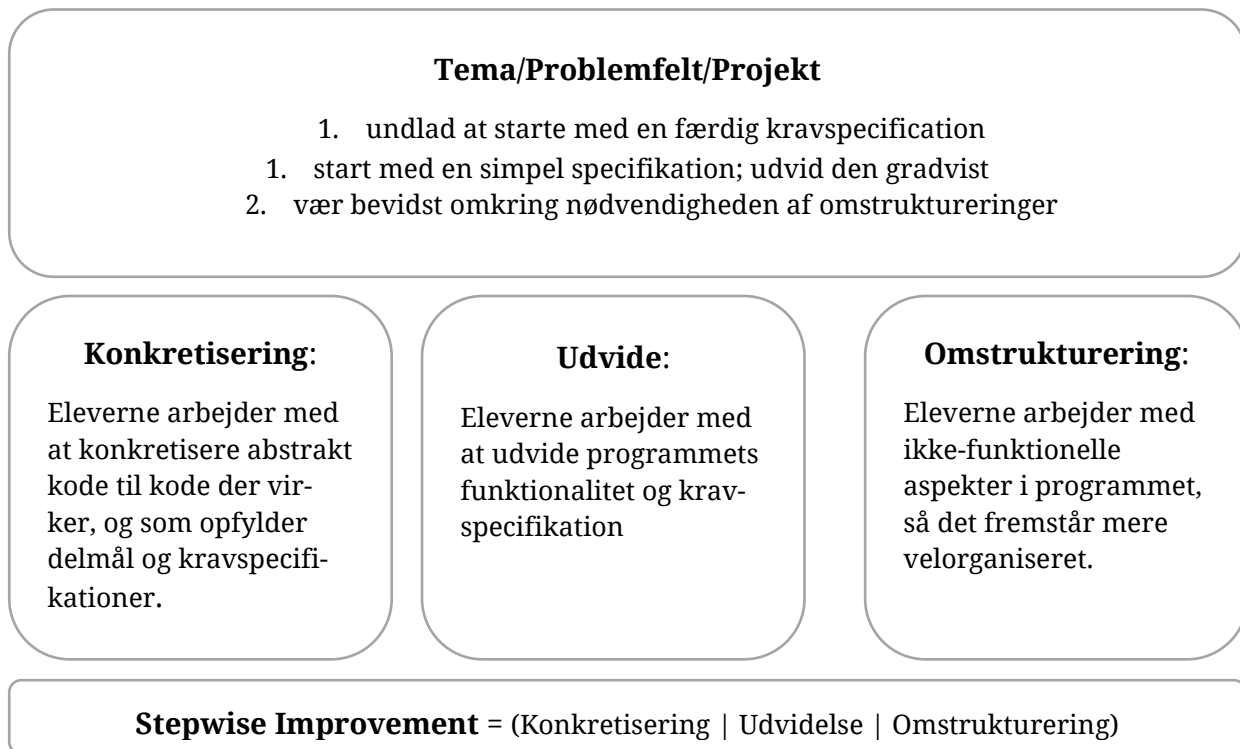 Tema/Problemfelt/Projekt
1. undlad at starte med en færdig kravspecification
1. start med en simpel specifikation; udvid den gradvist
2. vær bevidst omkring nødvendigheden af omstruktureringer
Konkretisering:
Eleverne arbejder med
at konkretisere abstrakt
kode til kode der vir-
ker, og som opfylder
delmål og kravspecifi-
kationer.
Udvide:
Eleverne arbejder med
at udvide programmets
funktionalitet og krav-
specifikation
Omstrukturering:
Eleverne arbejder med
ikke-funktionelle
aspekter i programmet,
så det fremstår mere
velorganiseret.
Stepwise Improvement = (Konkretisering | Udvidelse | Omstrukturering)